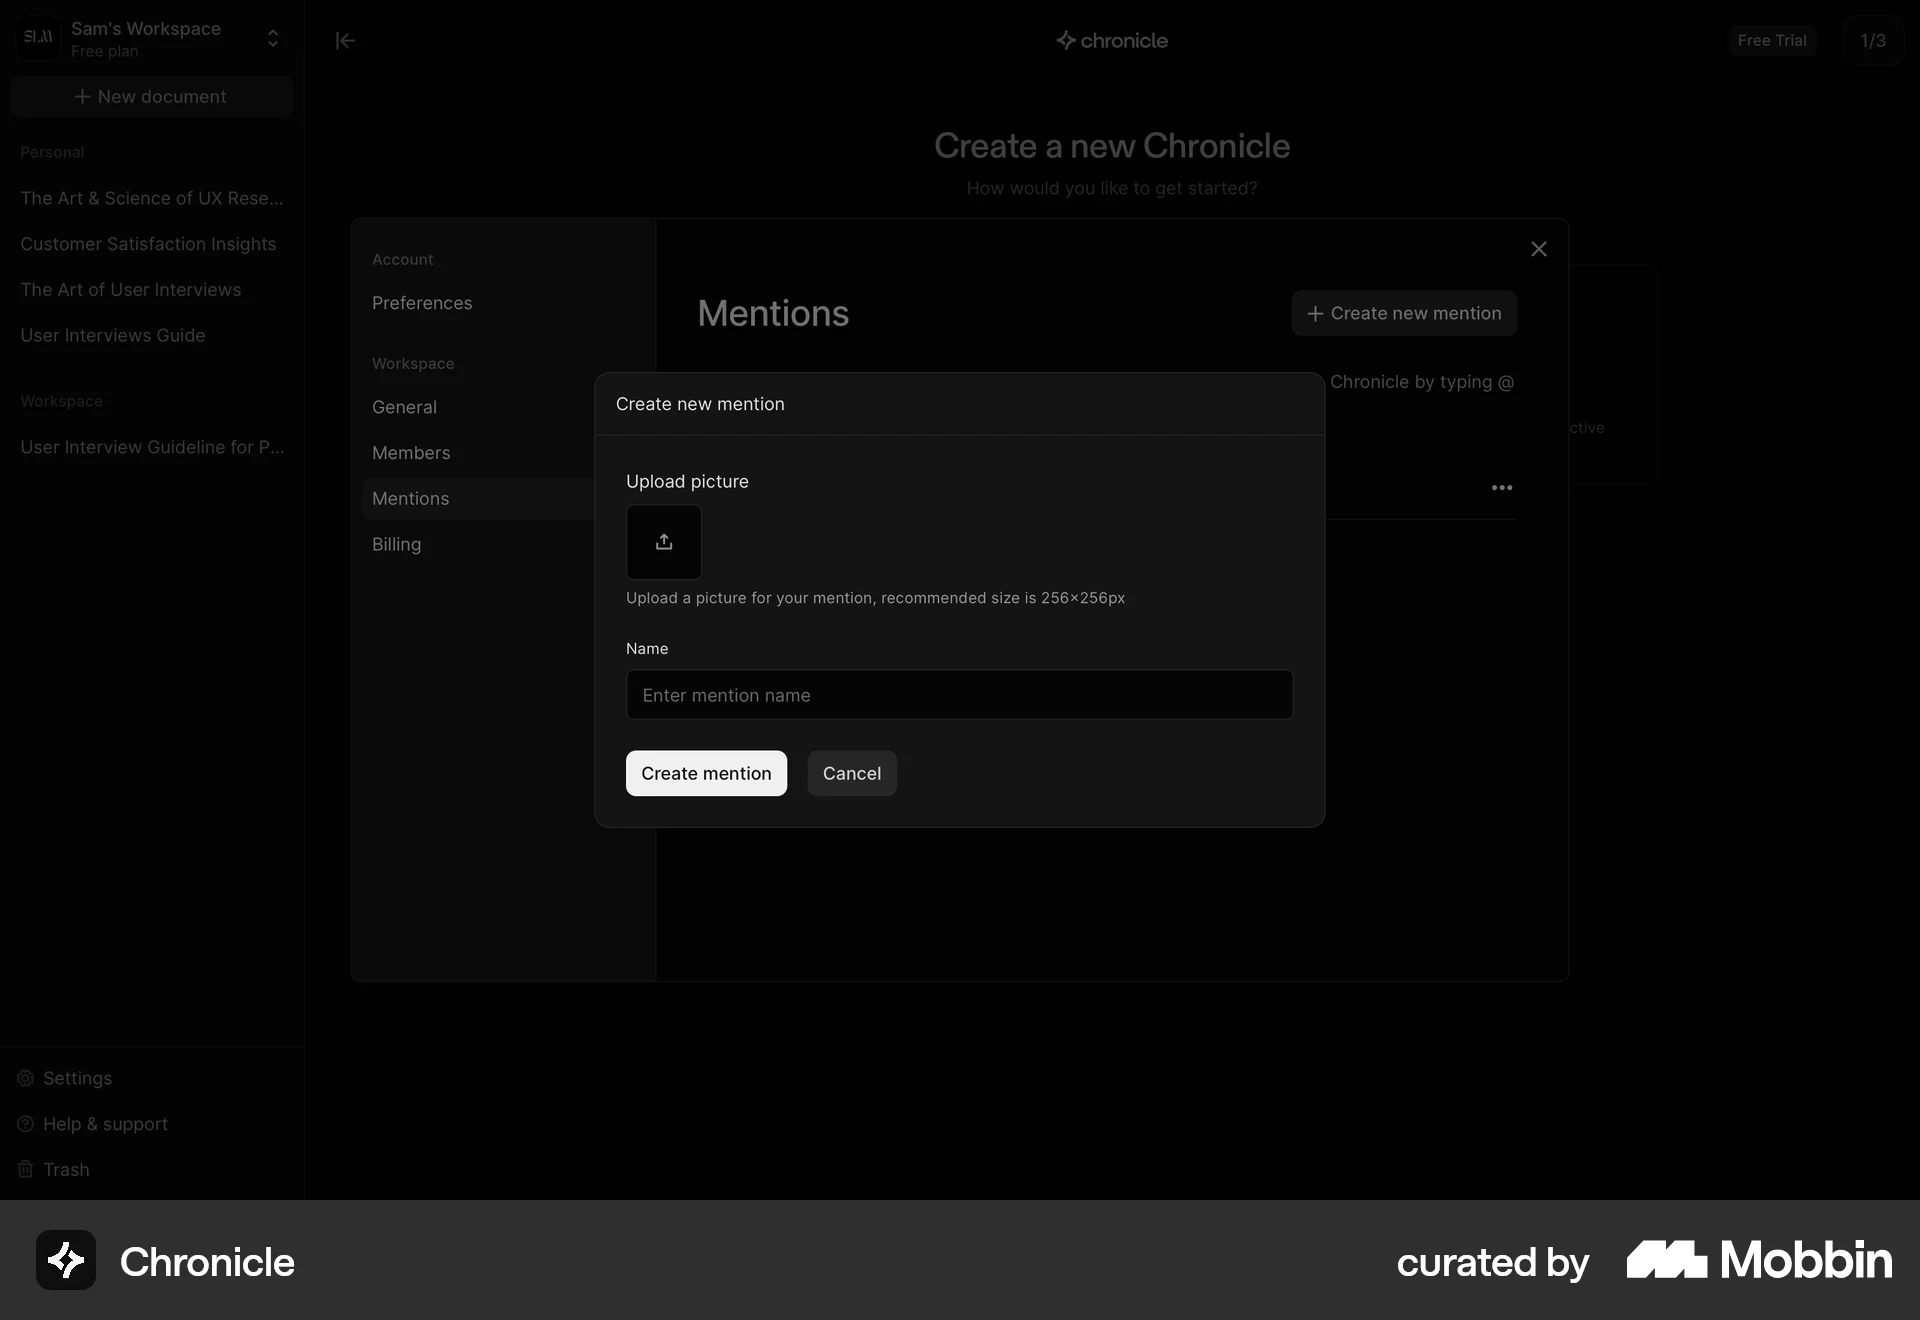 SLM
Sam's Workspace
Free plan
New document
Personal
The Art & Science of UX Rese...
Customer Satisfaction Insights
The Art of User Interviews
User Interviews Guide
Workspace
User Interview Guideline for P...
Settings
Help & support
Trash
chronicle
Free Trial
1/3
Create a new Chronicle
How would you like to get started?
Account
Preferences
Workspace
General
Members
Mentions
Billing
Mentions
Create new mention
Chronicle by typing @
ctive
Create new mention
Upload picture
Upload a picture for your mention, recommended size is 256×256px
Name
Enter mention name
Create mention
Cancel
Chronicle
curated by
Mobbin